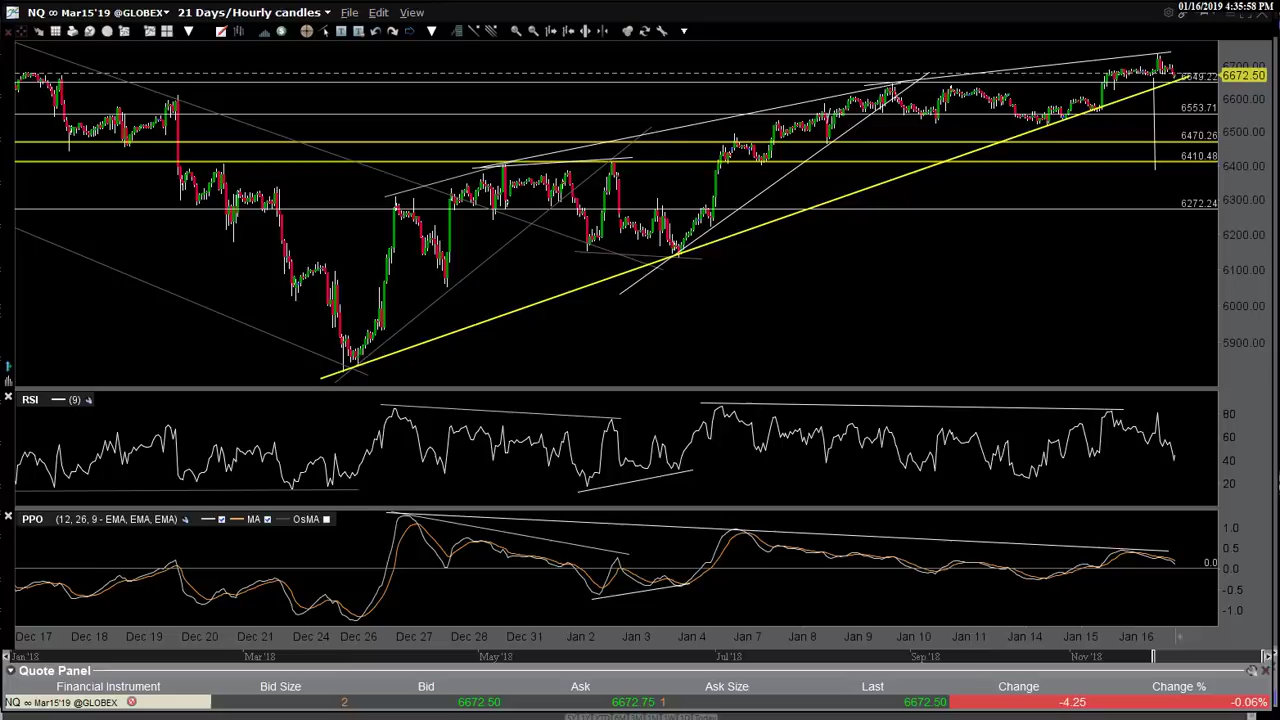 01/16/2019 4:35:58 PM
NQ ∞ Mar15'19 @GLOBEX 21 Days/Hourly candles File Edit View
6700.00
6649.22
6672.50
6600.00
6553.71
6500.00
6470.26
6410.48
6400.00
6300.00
6272.24
6200.00
6100.00
6000.00
5900.00
RSI (9)
80
60
40
20
PPO (12, 26, 9 - EMA, EMA, EMA) MA OsMA
1.0
0.5
0.0 0.0
-0.5
-1.0
Dec 17 Dec 18 Dec 19 Dec 20 Dec 21 Dec 24 Dec 26 Dec 27 Dec 28 Dec 31 Jan 2 Jan 3 Jan 4 Jan 7 Jan 8 Jan 9 Jan 10 Jan 11 Jan 14 Jan 15 Jan 16
Jan '18 Mar '18 May '18 Jul '18 Sep '18 Nov '18
Quote Panel
Financial Instrument Bid Size Bid Ask Ask Size Last Change Change %
NQ ∞ Mar15'19 @GLOBEX 2 6672.50 6672.75 1 6672.50 -4.25 -0.06%